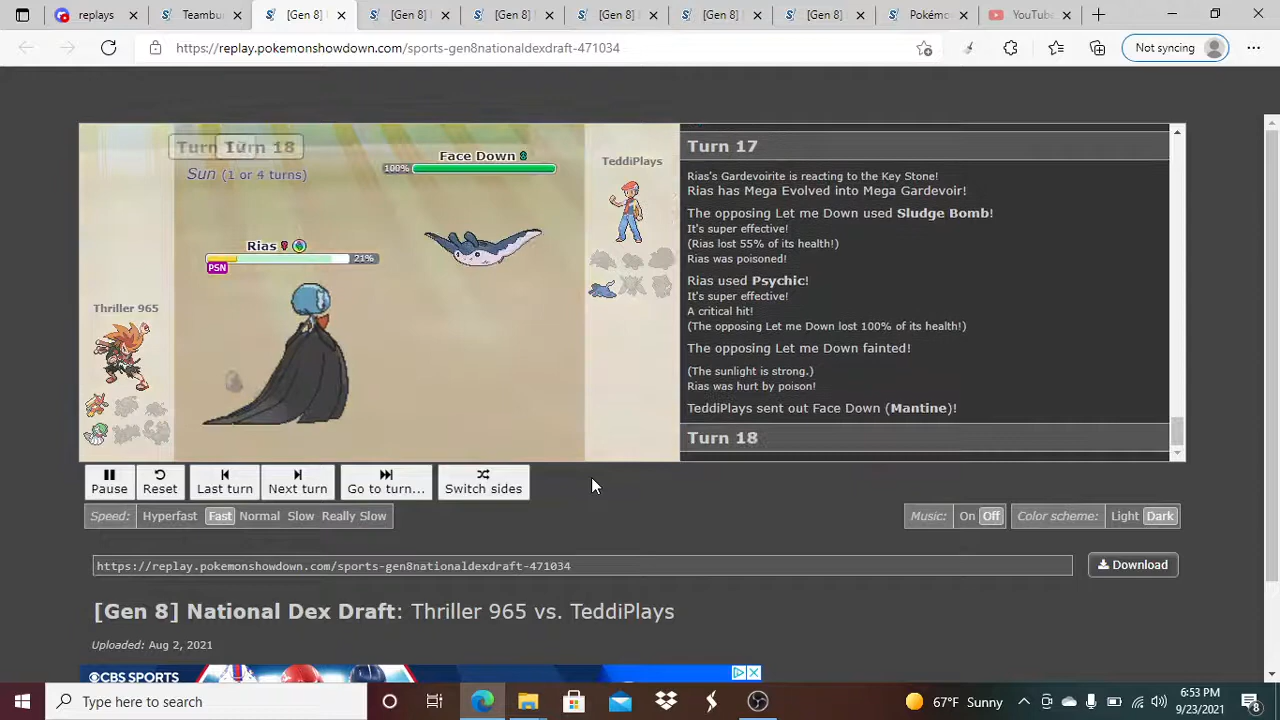 replays
Teambu
[Gen 8]
[Gen 8]
[Gen 8]
[Gen 8]
[Gen 8]
[Gen 8]
Pokémo
YouTube
https://replay.pokemonshowdown.com/sports-gen8nationaldexdraft-471034
Not syncing
Turn 18
Sun (1 or 4 turns)
Face Down
100%
Rias
21%
PSN
Thriller 965
TeddiPlays
Turn 17
Rias's Gardevoirite is reacting to the Key Stone!
Rias has Mega Evolved into Mega Gardevoir!
The opposing Let me Down used Sludge Bomb!
It's super effective!
(Rias lost 55% of its health!)
Rias was poisoned!
Rias used Psychic!
It's super effective!
A critical hit!
(The opposing Let me Down lost 100% of its health!)
The opposing Let me Down fainted!
(The sunlight is strong.)
Rias was hurt by poison!
TeddiPlays sent out Face Down (Mantine)!
Turn 18
Pause
Reset
Last turn
Next turn
Go to turn...
Switch sides
Speed: Hyperfast Fast Normal Slow Really Slow
Music: On Off
Color scheme: Light Dark
https://replay.pokemonshowdown.com/sports-gen8nationaldexdraft-471034
Download
[Gen 8] National Dex Draft: Thriller 965 vs. TeddiPlays
Uploaded: Aug 2, 2021
CBS SPORTS
Type here to search
67°F Sunny
6:53 PM
9/23/2021
8